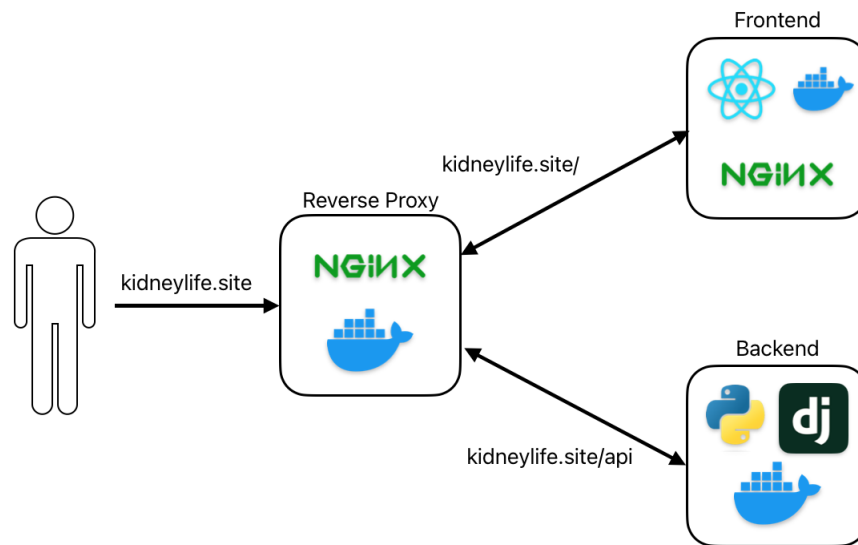 Frontend
NGINX
kidneylife.site/
Reverse Proxy
NGINX
kidneylife.site
Backend
dj
kidneylife.site/api